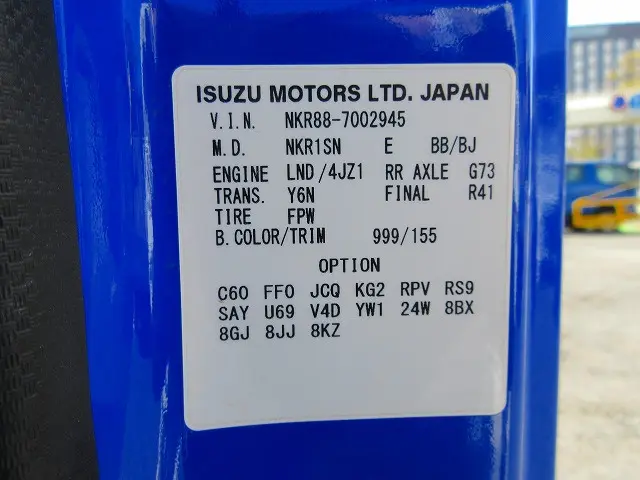 ISUZU MOTORS LTD. JAPAN
V.I.N. NKR88-7002945
M.D. NKR1SN E BB/BJ
ENGINE LND/4JZ1 RR AXLE G73
TRANS. Y6N FINAL R41
TIRE FPW
B.COLOR/TRIM 999/155
OPTION
C60 FF0 JCQ KG2 RPV RS9
SAY U69 V4D YW1 24W 8BX
8GJ 8JJ 8KZ